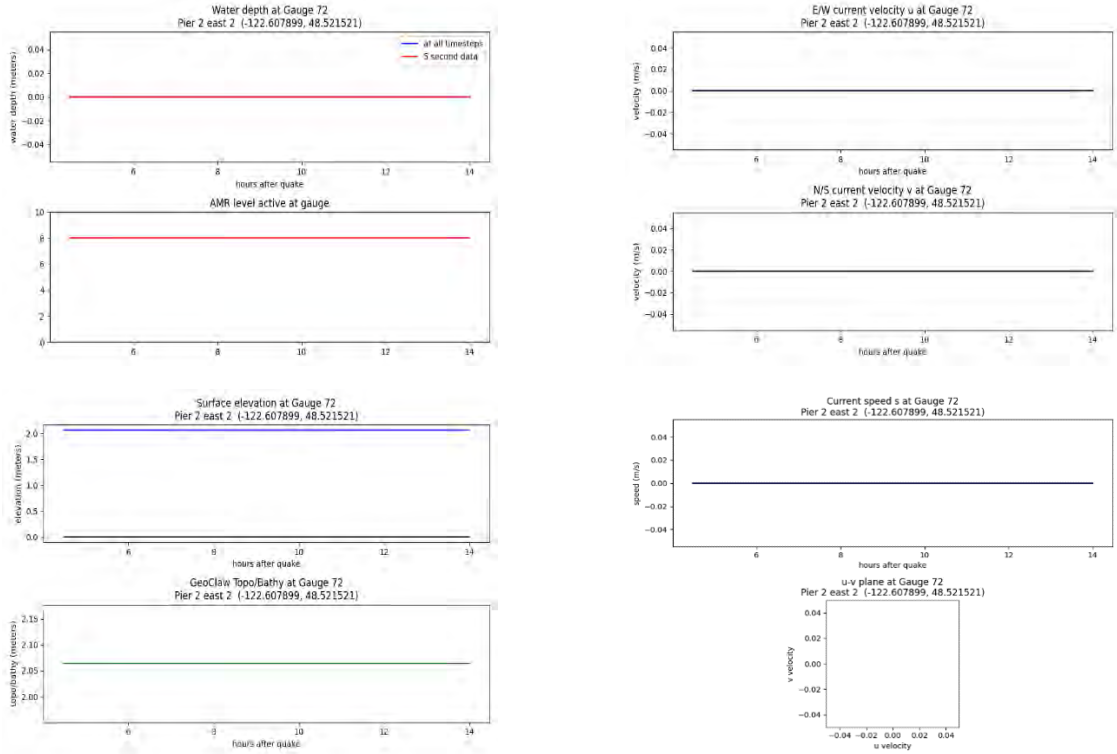 Water depth at Gauge 72
Pier 2 east 2 (-122.607899, 48.521521)
water depth (meters)
0.04
0.02
0.00
−0.02
−0.04
at all timesteps
5 second data
6 8 10 12 14
hours after quake
AMR level active at gauge
10
8
6
4
2
0
6 8 10 12 14
hours after quake
Surface elevation at Gauge 72
Pier 2 east 2 (-122.607899, 48.521521)
elevation (meters)
2.0
1.5
1.0
0.5
0.0
6 8 10 12 14
hours after quake
GeoClaw Topo/Bathy at Gauge 72
Pier 2 east 2 (-122.607899, 48.521521)
topo/bathy (meters)
2.15
2.10
2.05
2.00
6 8 10 12 14
hours after quake
E/W current velocity u at Gauge 72
Pier 2 east 2 (-122.607899, 48.521521)
velocity (m/s)
0.04
0.02
0.00
−0.02
−0.04
6 8 10 12 14
hours after quake
N/S current velocity v at Gauge 72
Pier 2 east 2 (-122.607899, 48.521521)
velocity (m/s)
0.04
0.02
0.00
−0.02
−0.04
6 8 10 12 14
hours after quake
Current speed s at Gauge 72
Pier 2 east 2 (-122.607899, 48.521521)
speed (m/s)
0.04
0.02
0.00
−0.02
−0.04
6 8 10 12 14
hours after quake
u-v plane at Gauge 72
Pier 2 east 2 (-122.607899, 48.521521)
v velocity
0.04
0.02
0.00
−0.02
−0.04
−0.04 −0.02 0.00 0.02 0.04
u velocity